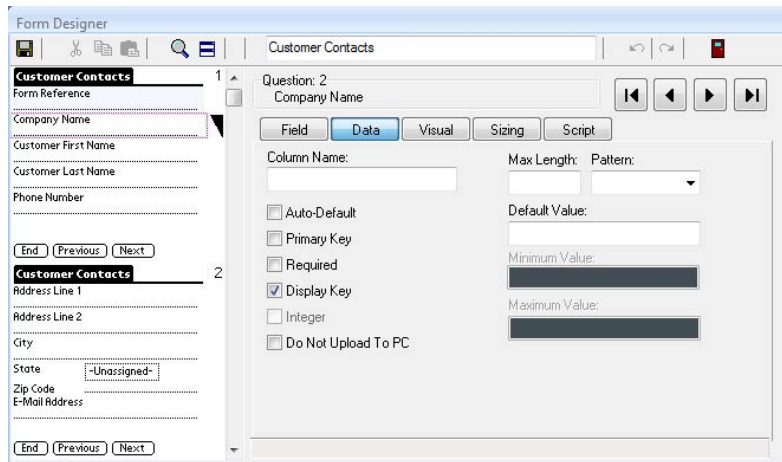 Form Designer
Customer Contacts
Customer Contacts 1
Form Reference
Company Name
Customer First Name
Customer Last Name
Phone Number
End Previous Next
Customer Contacts 2
Address Line 1
Address Line 2
City
State -Unassigned-
Zip Code
E-Mail Address
End Previous Next
Question: 2
Company Name
Field Data Visual Sizing Script
Column Name: Max Length: Pattern:
Auto-Default Default Value:
Primary Key
Required Minimum Value:
Display Key
Integer Maximum Value:
Do Not Upload To PC